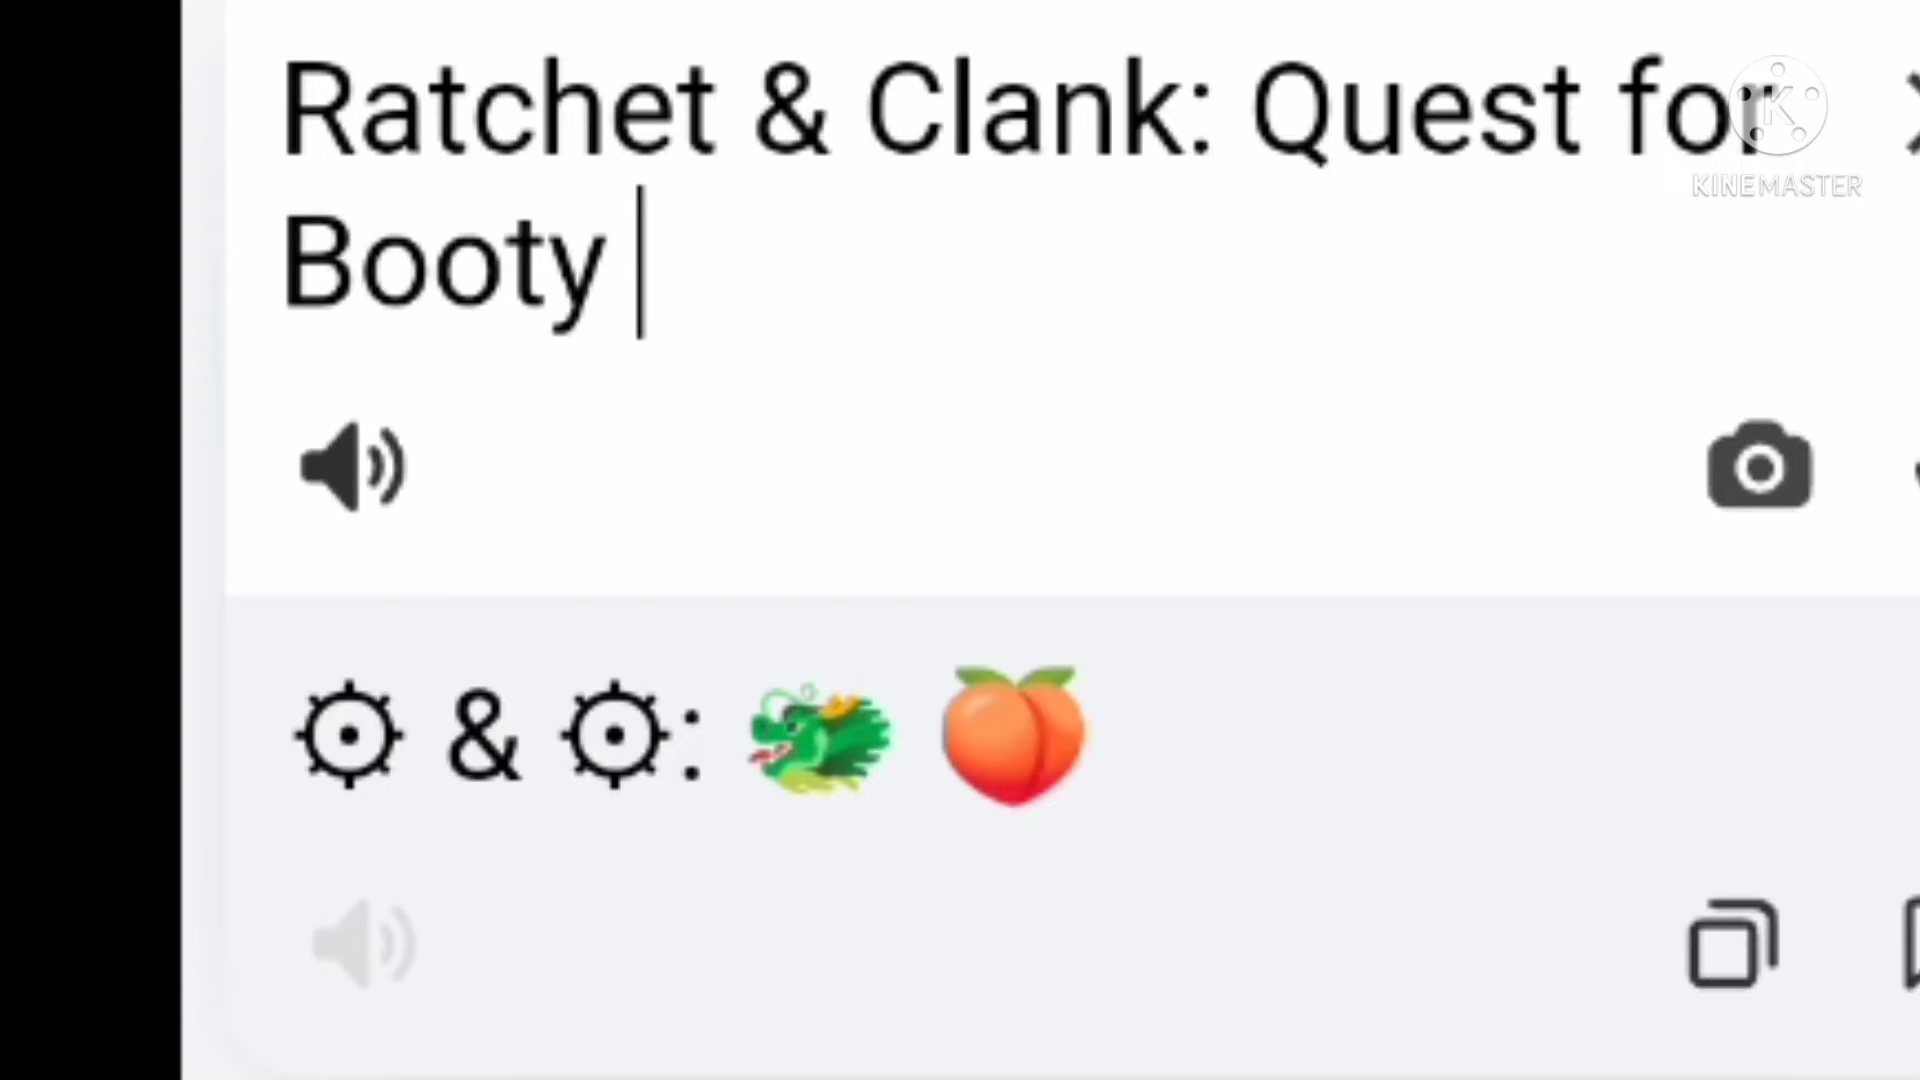 Ratchet & Clank: Quest for
Booty
K
KINEMASTER
⛭ & ⛭: 🐲 🍑